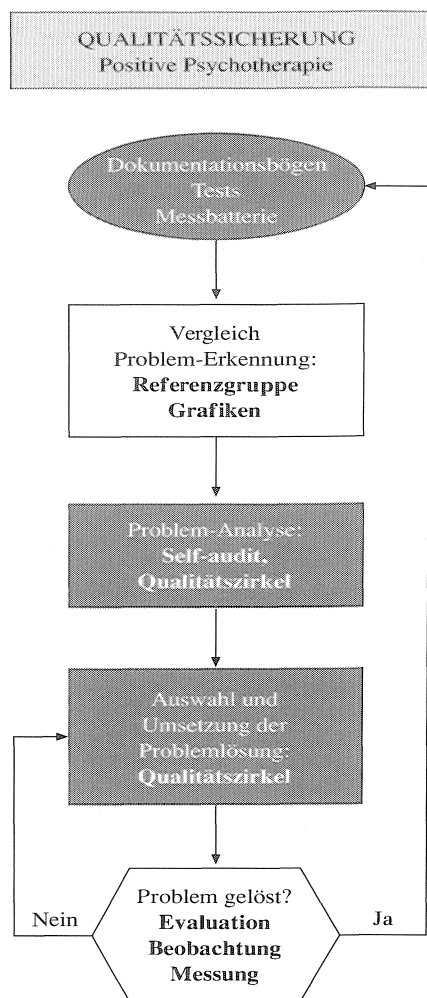 QUALITÄTSSICHERUNG
Positive Psychotherapie
Dokumentationsbögen
Tests
Messbatterie
Vergleich
Problem-Erkennung:
Referenzgruppe
Grafiken
Problem-Analyse:
Self-audit,
Qualitätszirkel
Auswahl und
Umsetzung der
Problemlösung:
Qualitätszirkel
Problem gelöst?
Nein
Evaluation
Ja
Beobachtung
Messung